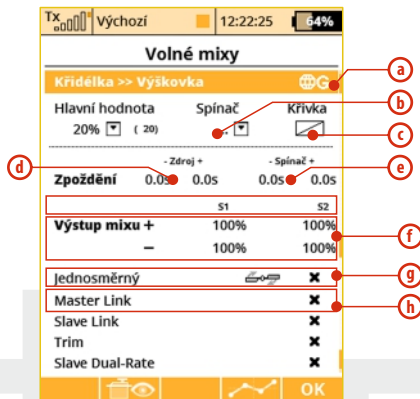 Tx Výchozí 12:22:25 64%
Volné mixy
Křidélka >> Výškovka G
a
Hlavní hodnota Spínač Křivka
b
20% ( 20) ..
c
- Zdroj + - Spínač +
d
e
Zpoždění 0.0s 0.0s 0.0s 0.0s
S1 S2
Výstup mixu + 100% 100%
f
− 100% 100%
Jednosměrný
g
Master Link
h
Slave Link
Trim
Slave Dual-Rate
OK